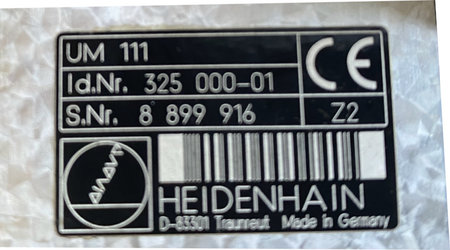 UM 111
Id.Nr. 325 000-01
S.Nr. 8 899 916 Z2
CE
HEIDENHAIN
D-83301 Traunreut Made in Germany